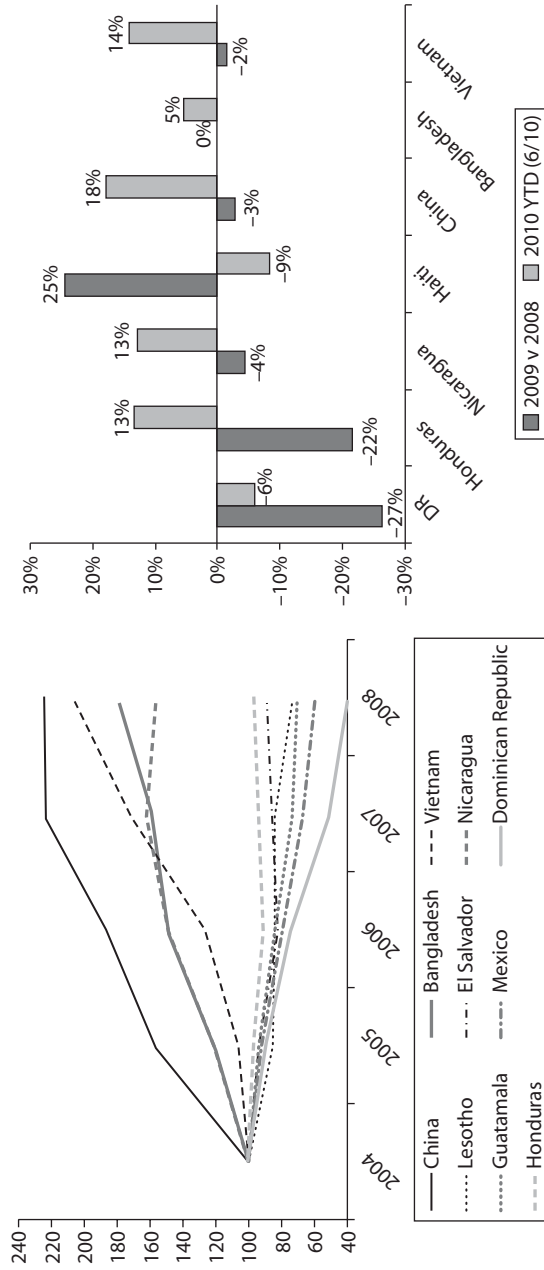 240
220
200
180
160
140
120
100
80
60
40
2004
2005
2006
2007
2008
China
Bangladesh
Vietnam
Lesotho
El Salvador
Nicaragua
Guatamala
Mexico
Dominican Republic
Honduras
30%
20%
10%
0%
–10%
–20%
–30%
–27%
–6%
–22%
13%
–4%
13%
25%
–9%
–3%
18%
0%
5%
–2%
14%
DR
Honduras
Nicaragua
Haiti
China
Bangladesh
Vietnam
2009 v 2008
2010 YTD (6/10)